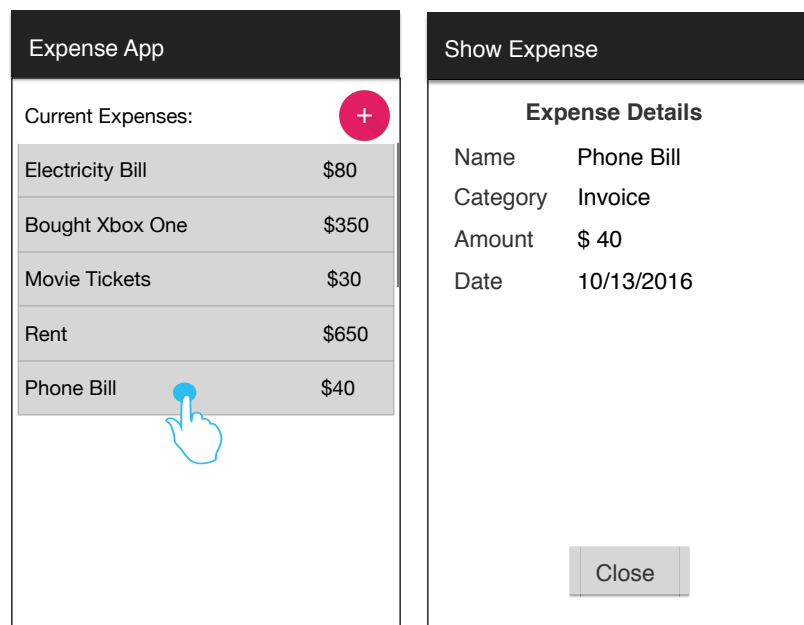 Expense App
Current Expenses: +
Electricity Bill $80
Bought Xbox One $350
Movie Tickets $30
Rent $650
Phone Bill $40
Show Expense
Expense Details
Name Phone Bill
Category Invoice
Amount $ 40
Date 10/13/2016
Close